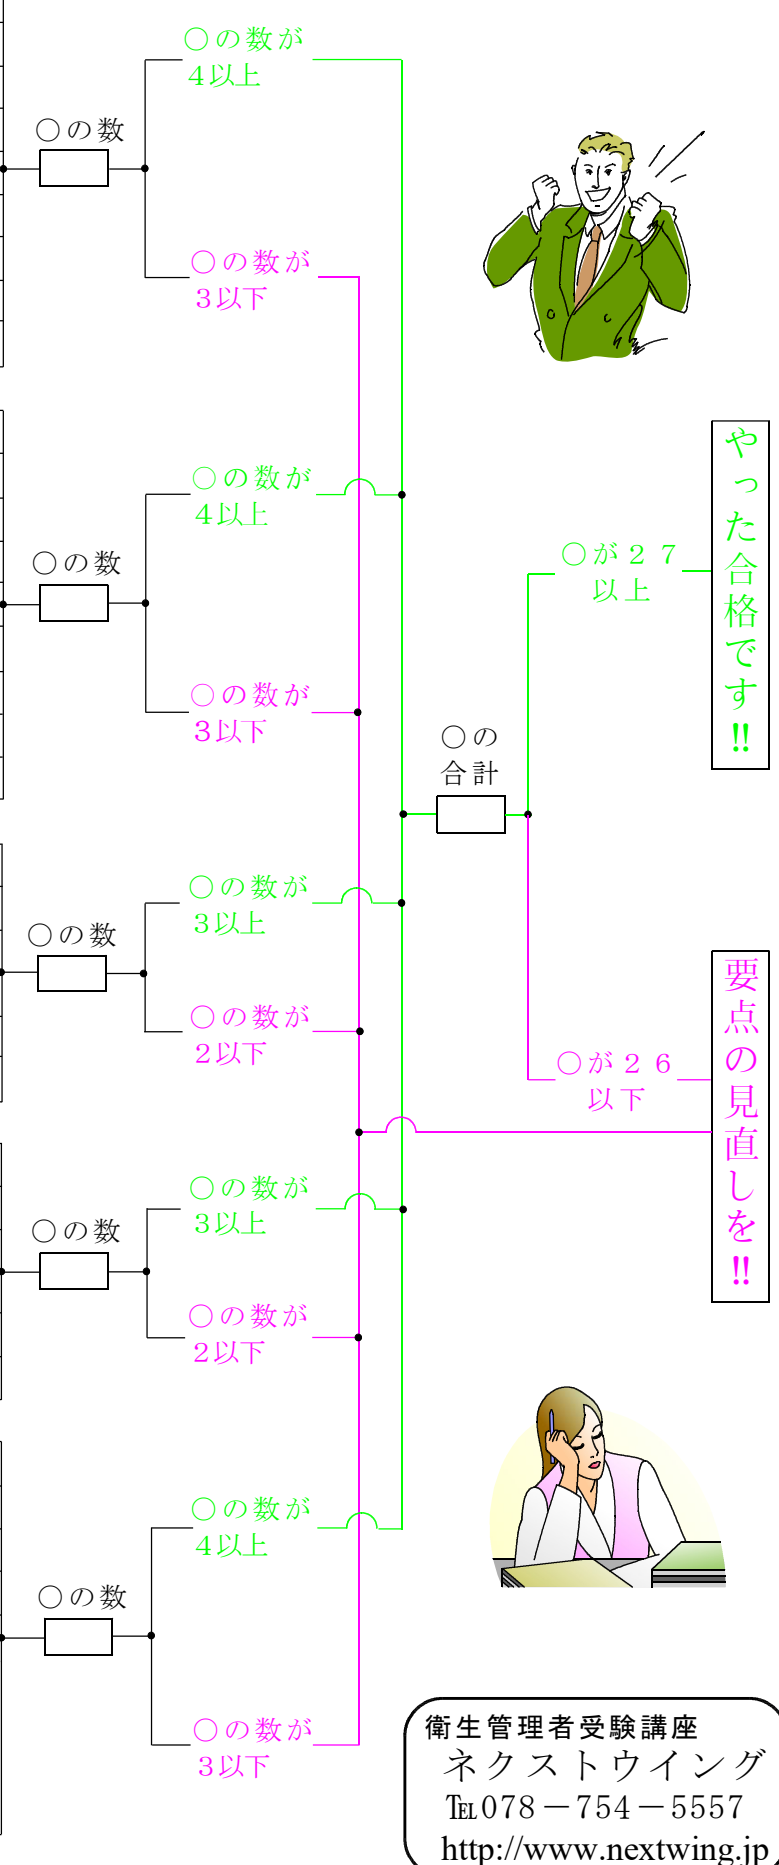 ○の数が
4以上
○の数
○の数が
3以下
○の数が
4以上
○の数
○の数が
3以下
○の数が
3以上
○の数
○の数が
2以下
○の数が
3以上
○の数
○の数が
2以下
○の数が
4以上
○の数
○の数が
3以下
○の
合計
○が２７
以上
やった合格です!!
○が２６
以下
要点の見直しを!!
衛生管理者受験講座
ネクストウイング
℡078－754－5557
http://www.nextwing.jp